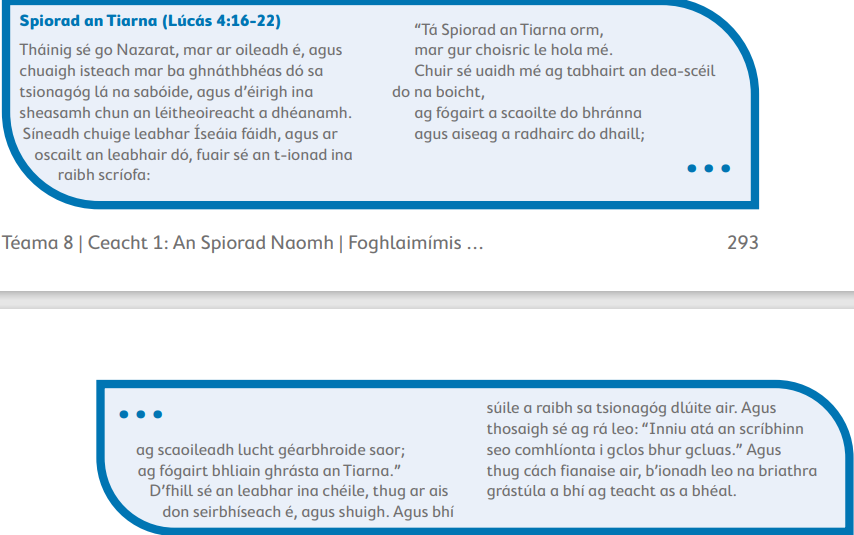 Spiorad an Tiarna (Lúcás 4:16-22)
Tháinig sé go Nazarat, mar ar oileadh é, agus
chuaigh isteach mar ba ghnáthbhéas dó sa
tsionagóg lá na sabóide, agus d’éirigh ina
sheasamh chun an léitheoireacht a dhéanamh.
Síneadh chuige leabhar Íseáia fáidh, agus ar
oscailt an leabhair dó, fuair sé an t-ionad ina
raibh scríofa:
“Tá Spiorad an Tiarna orm,
mar gur choisric le hola mé.
Chuir sé uaidh mé ag tabhairt an dea-scéil
do na boicht,
ag fógairt a scaoilte do bhránna
agus aiseag a radhairc do dhaill;
...
Téama 8 | Ceacht 1: An Spiorad Naomh | Foghlaimímis ...
293
...
ag scaoileadh lucht géarbhroide saor;
ag fógairt bhliain ghrásta an Tiarna.”
D’fhill sé an leabhar ina chéile, thug ar ais
don seirbhíseach é, agus shuigh. Agus bhí
súile a raibh sa tsionagóg dlúite air. Agus
thosaigh sé ag rá leo: “Inniu atá an scríbhinn
seo comhlíonta i gclos bhur gcluas.” Agus
thug cách fianaise air, b’ionadh leo na briathra
grástúla a bhí ag teacht as a bhéal.